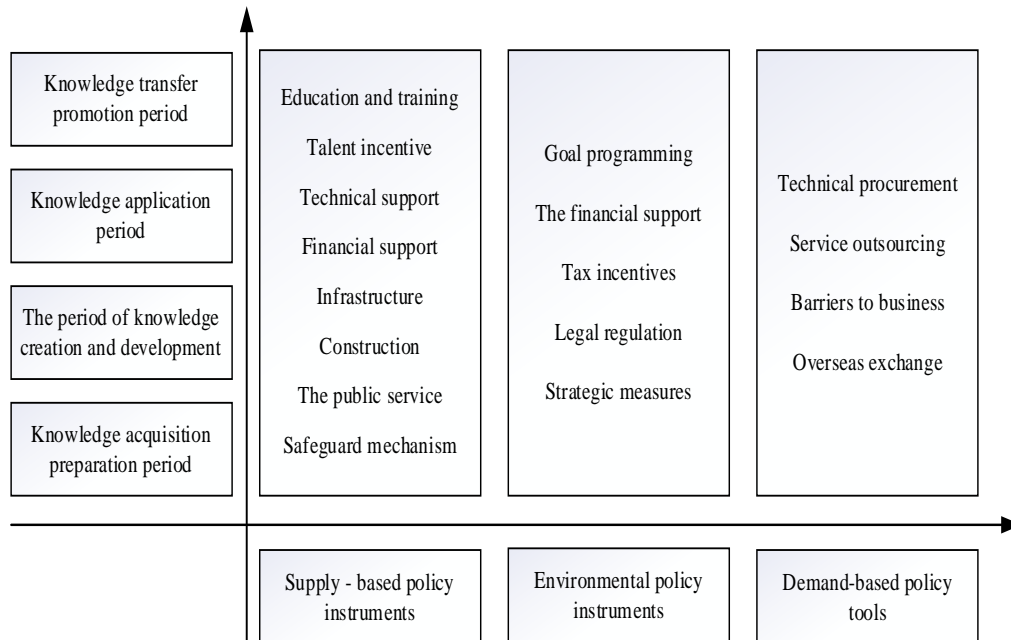 Knowledge transfer
promotion period
Knowledge application
period
The period of knowledge
creation and development
Knowledge acquisition
preparation period
Education and training
Talent incentive
Technical support
Financial support
Infrastructure
Construction
The public service
Safeguard mechanism
Goal programming
The financial support
Tax incentives
Legal regulation
Strategic measures
Technical procurement
Service outsourcing
Barriers to business
Overseas exchange
Supply - based policy
instruments
Environmental policy
instruments
Demand-based policy
tools